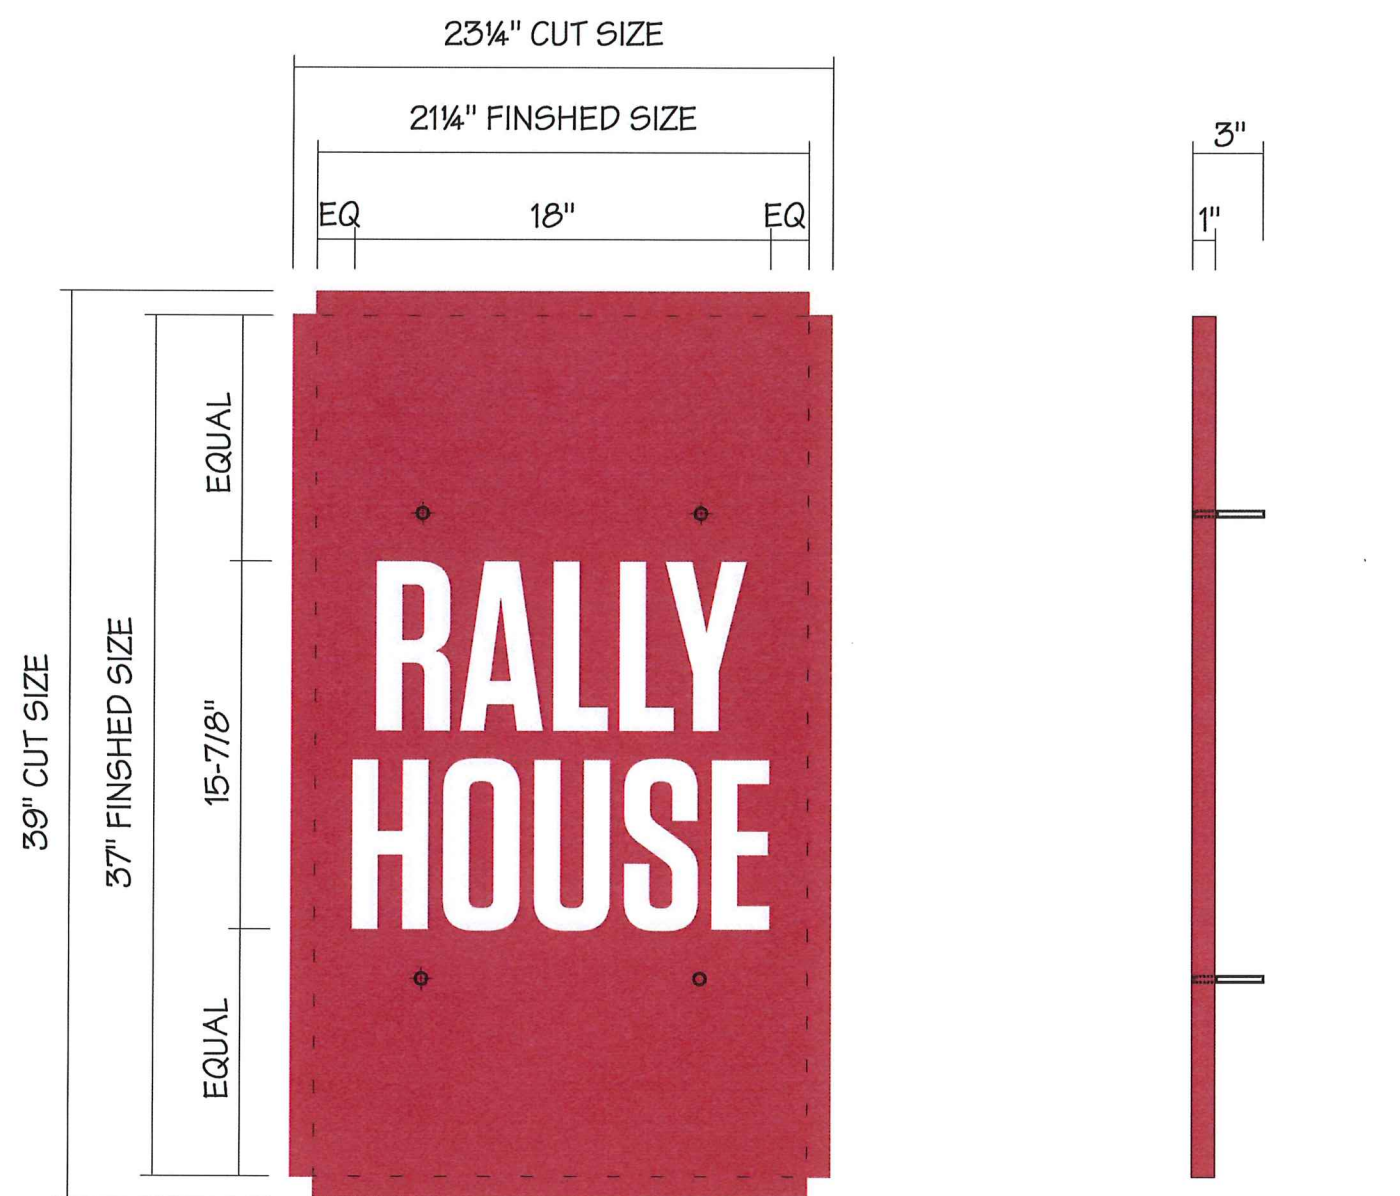 23¼" CUT SIZE
21¼" FINSHED SIZE
3"
EQ 18" EQ
1"
EQUAL
RALLY
HOUSE
39" CUT SIZE
37" FINSHED SIZE
15-7/8"
EQUAL